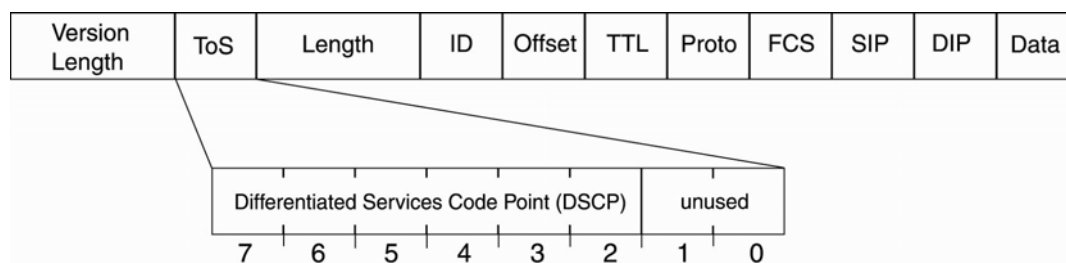 Version
Length
ToS
Length
ID
Offset
TTL
Proto
FCS
SIP
DIP
Data
Differentiated Services Code Point (DSCP)
unused
7 6 5 4 3 2 1 0